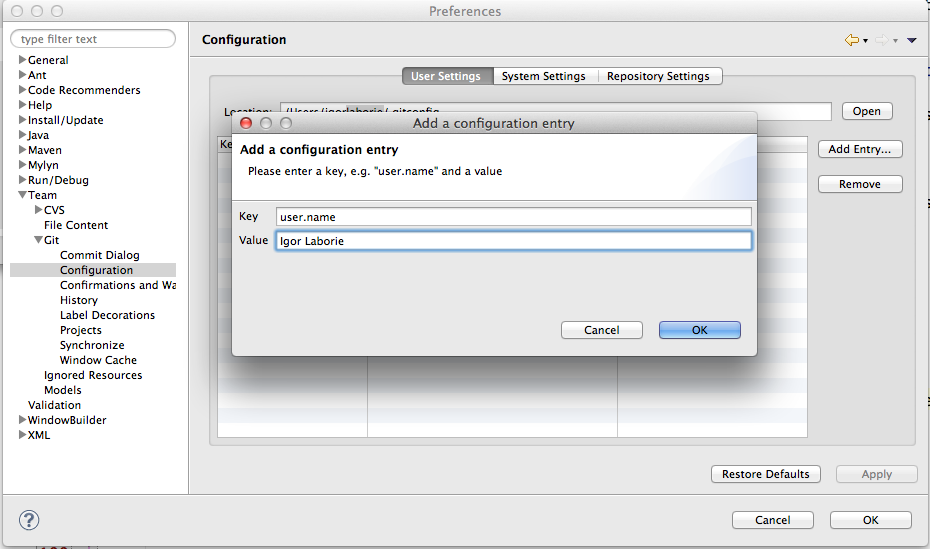 Preferences
type filter text
General
Ant
Code Recommenders
Help
Install/Update
Java
Maven
Mylyn
Run/Debug
Team
CVS
File Content
Git
Commit Dialog
Configuration
Confirmations and Wa
History
Label Decorations
Projects
Synchronize
Window Cache
Ignored Resources
Models
Validation
WindowBuilder
XML
Configuration
User Settings System Settings Repository Settings
Location: /Users/igorlaborie/.gitconfig Open
Ke
Add Entry...
Remove
Add a configuration entry
Add a configuration entry
Please enter a key, e.g. "user.name" and a value
Key user.name
Value Igor Laborie
Cancel OK
Restore Defaults Apply
? Cancel OK